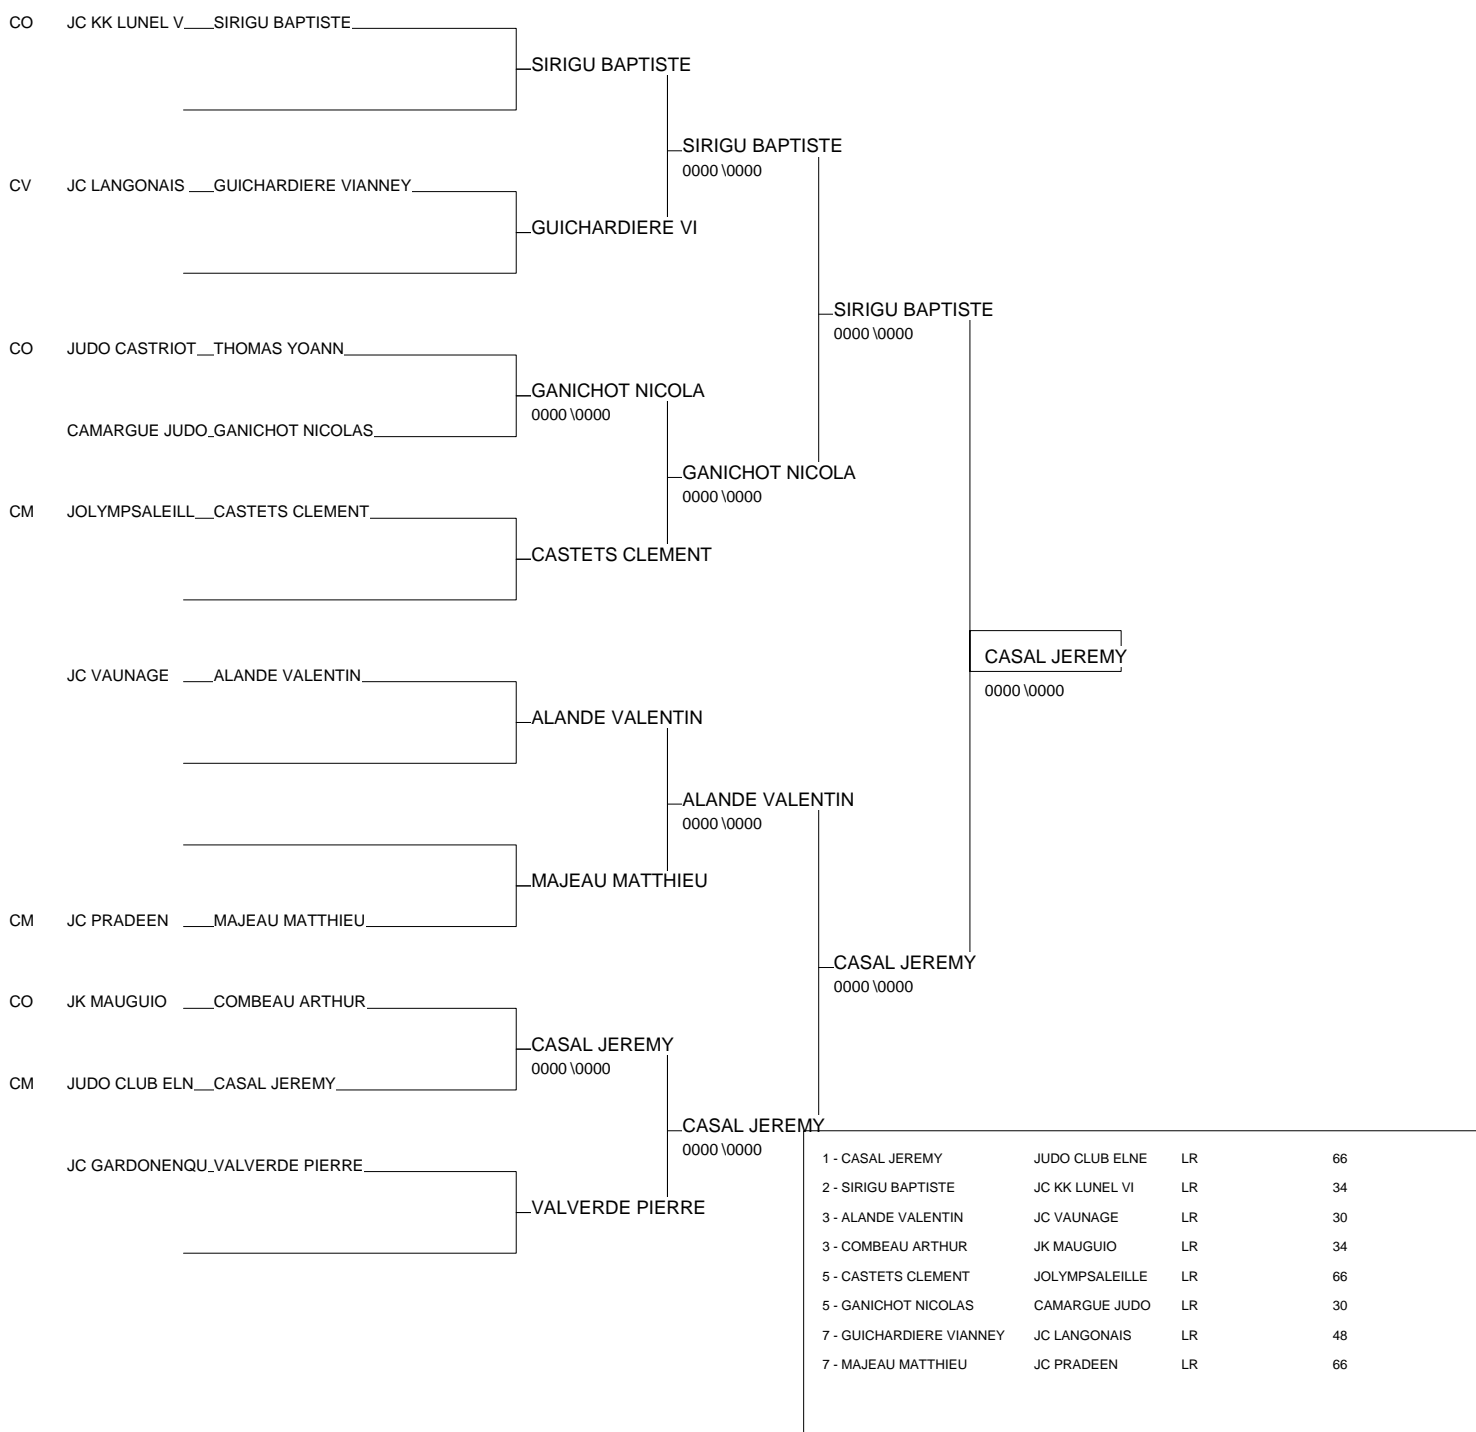 CO JC KK LUNEL V SIRIGU BAPTISTE
SIRIGU BAPTISTE
SIRIGU BAPTISTE
0000 \0000
CV JC LANGONAIS GUICHARDIERE VIANNEY
GUICHARDIERE VI
SIRIGU BAPTISTE
0000 \0000
CO JUDO CASTRIOT THOMAS YOANN
GANICHOT NICOLA
0000 \0000
CAMARGUE JUDO GANICHOT NICOLAS
GANICHOT NICOLA
0000 \0000
CM JOLYMPSALEILL CASTETS CLEMENT
CASTETS CLEMENT
CASAL JEREMY
0000 \0000
JC VAUNAGE ALANDE VALENTIN
ALANDE VALENTIN
ALANDE VALENTIN
0000 \0000
MAJEAU MATTHIEU
CM JC PRADEEN MAJEAU MATTHIEU
CASAL JEREMY
0000 \0000
CO JK MAUGUIO COMBEAU ARTHUR
CASAL JEREMY
0000 \0000
CM JUDO CLUB ELN CASAL JEREMY
CASAL JEREMY
0000 \0000
JC GARDONENQU VALVERDE PIERRE
VALVERDE PIERRE
1 - CASAL JEREMY JUDO CLUB ELNE LR 66
2 - SIRIGU BAPTISTE JC KK LUNEL VI LR 34
3 - ALANDE VALENTIN JC VAUNAGE LR 30
3 - COMBEAU ARTHUR JK MAUGUIO LR 34
5 - CASTETS CLEMENT JOLYMPSALEILLE LR 66
5 - GANICHOT NICOLAS CAMARGUE JUDO LR 30
7 - GUICHARDIERE VIANNEY JC LANGONAIS LR 48
7 - MAJEAU MATTHIEU JC PRADEEN LR 66